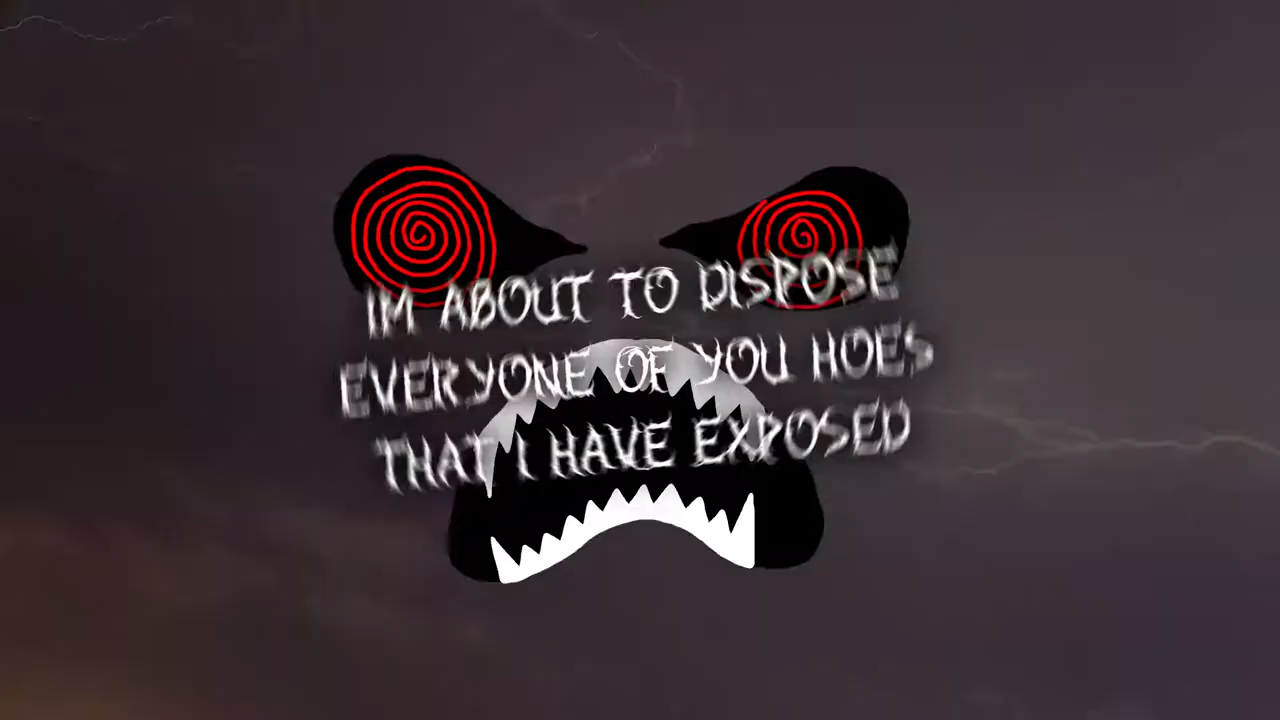 IM ABOUT TO DISPOSE
EVERYONE OF YOU HOES
THAT I HAVE EXPOSED